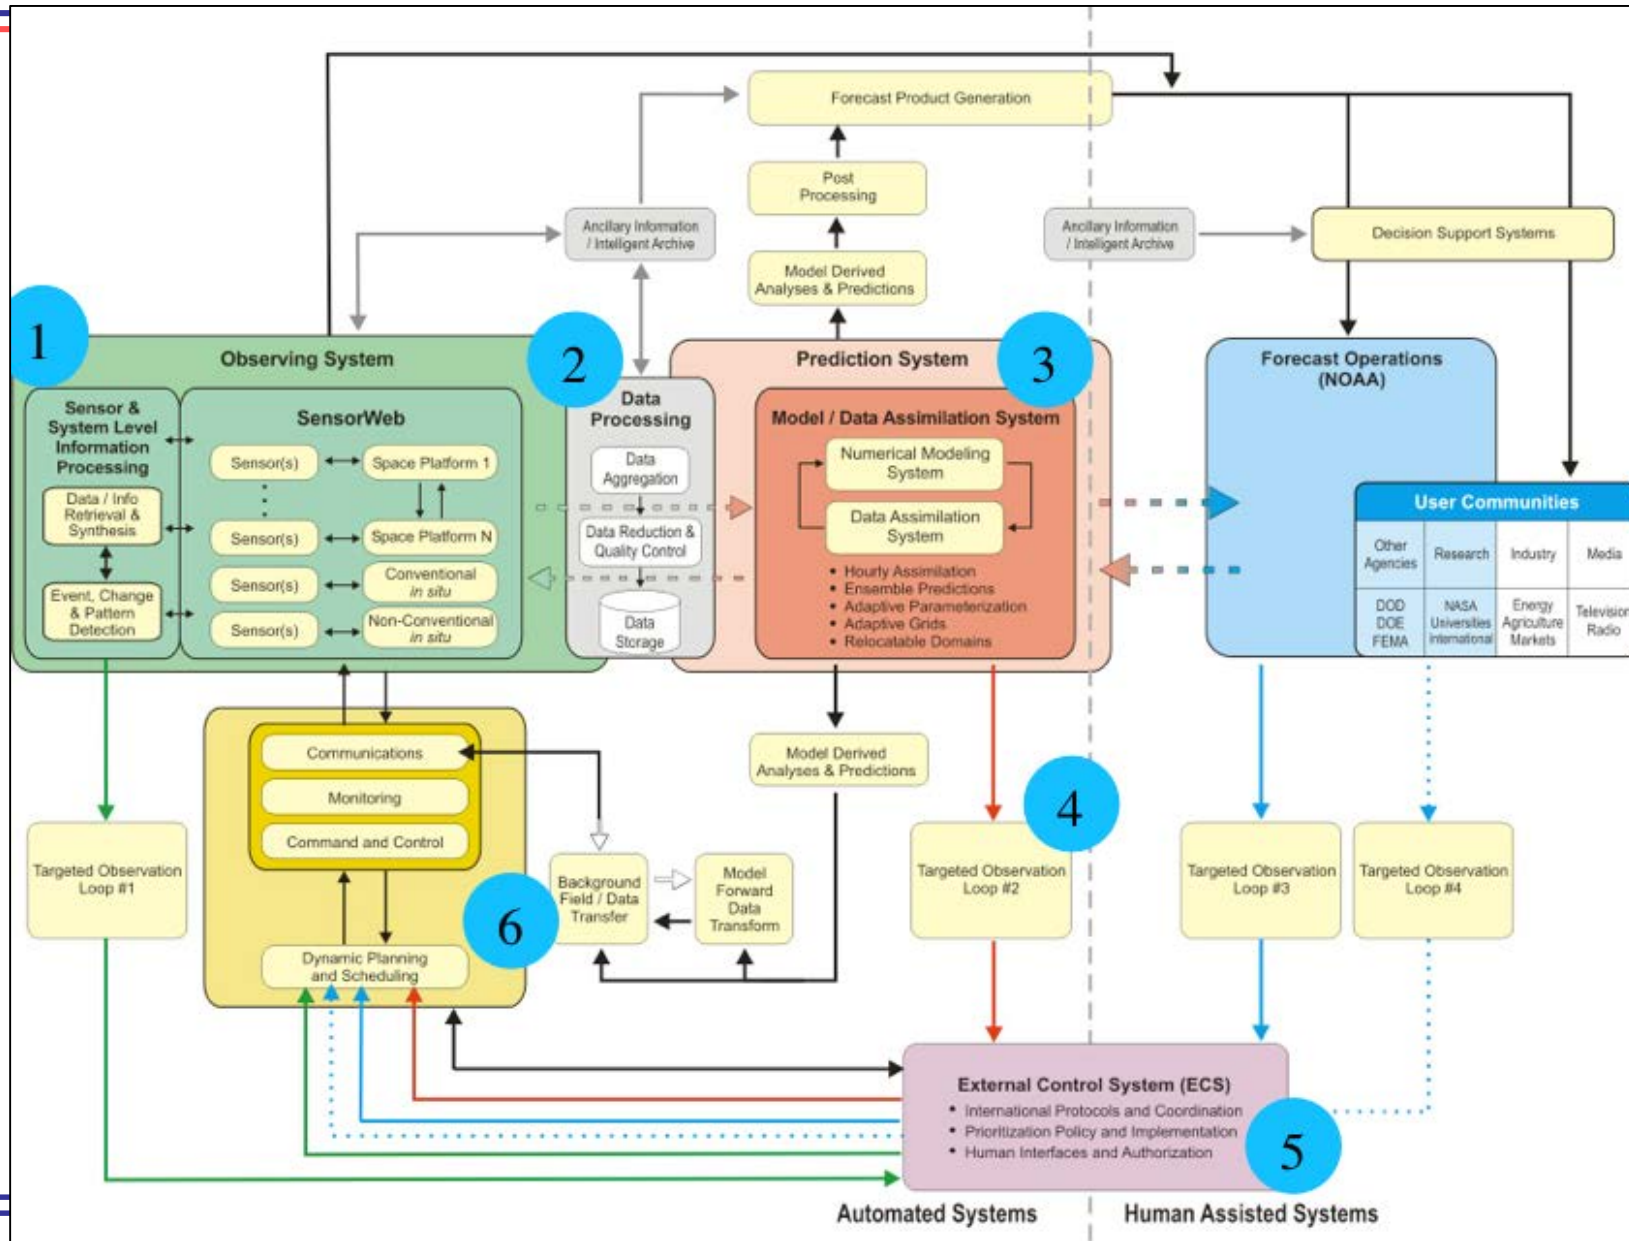 Forecast Product Generation
Post
Processing
Ancillary Information
/ Intelligent Archive
Ancillary Information
/ Intelligent Archive
Decision Support Systems
Model Derived
Analyses & Predictions
1
Observing System
2
Prediction System
3
Forecast Operations
(NOAA)
Sensor &
System Level
Information
Processing
SensorWeb
Data
Processing
Model / Data Assimilation System
Sensor(s)
Space Platform 1
Data
Aggregation
Numerical Modeling
System
Data / Info
Retrieval &
Synthesis
Sensor(s)
Space Platform N
Data Reduction &
Quality Control
Data Assimilation
System
User Communities
Other
Agencies
Research
Industry
Media
Event, Change
& Pattern
Detection
Sensor(s)
Conventional
in situ
Sensor(s)
Non-Conventional
in situ
Data
Storage
• Hourly Assimilation
• Ensemble Predictions
• Adaptive Parameterization
• Adaptive Grids
• Relocatable Domains
DOD
DOE
FEMA
NASA
Universities
International
Energy
Agriculture
Markets
Television
Radio
Communications
Monitoring
Command and Control
Model Derived
Analyses & Predictions
4
Targeted Observation
Loop #1
Background
Field / Data
Transfer
Model
Forward
Data
Transform
Targeted Observation
Loop #2
Targeted Observation
Loop #3
Targeted Observation
Loop #4
6
Dynamic Planning
and Scheduling
External Control System (ECS)
• International Protocols and Coordination
• Prioritization Policy and Implementation
• Human Interfaces and Authorization
5
Automated Systems
Human Assisted Systems